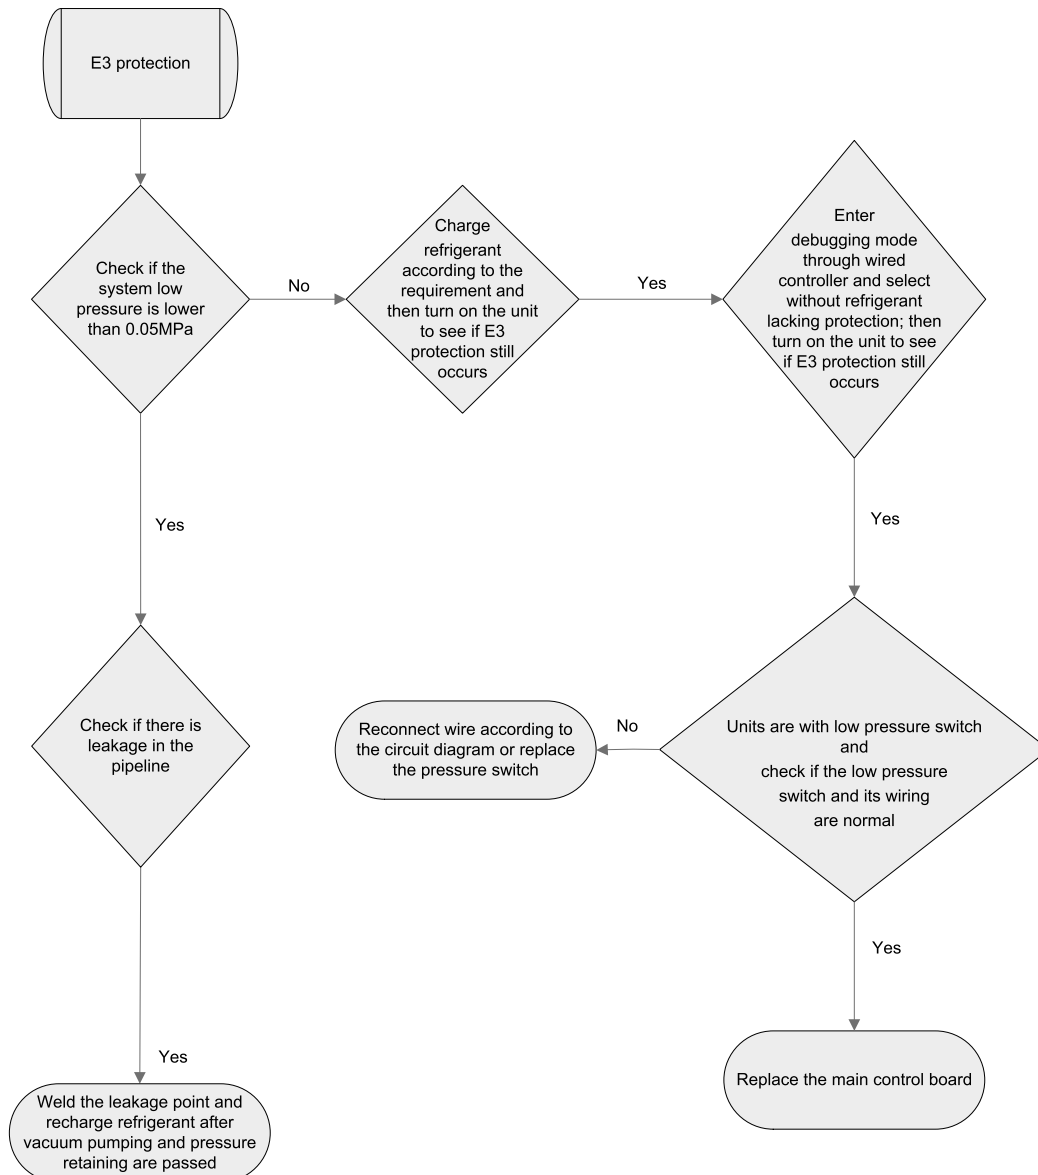 E3 protection
Check if the
system low
pressure is lower
than 0.05MPa
No
Charge
refrigerant
according to the
requirement and
then turn on the unit
to see if E3
protection still
occurs
Yes
Enter
debugging mode
through wired
controller and select
without refrigerant
lacking protection; then
turn on the unit to see
if E3 protection still
occurs
Yes
Yes
Check if there is
leakage in the
pipeline
Reconnect wire according to
the circuit diagram or replace
the pressure switch
No
Units are with low pressure switch
and
check if the low pressure
switch and its wiring
are normal
Yes
Yes
Weld the leakage point and
recharge refrigerant after
vacuum pumping and pressure
retaining are passed
Replace the main control board